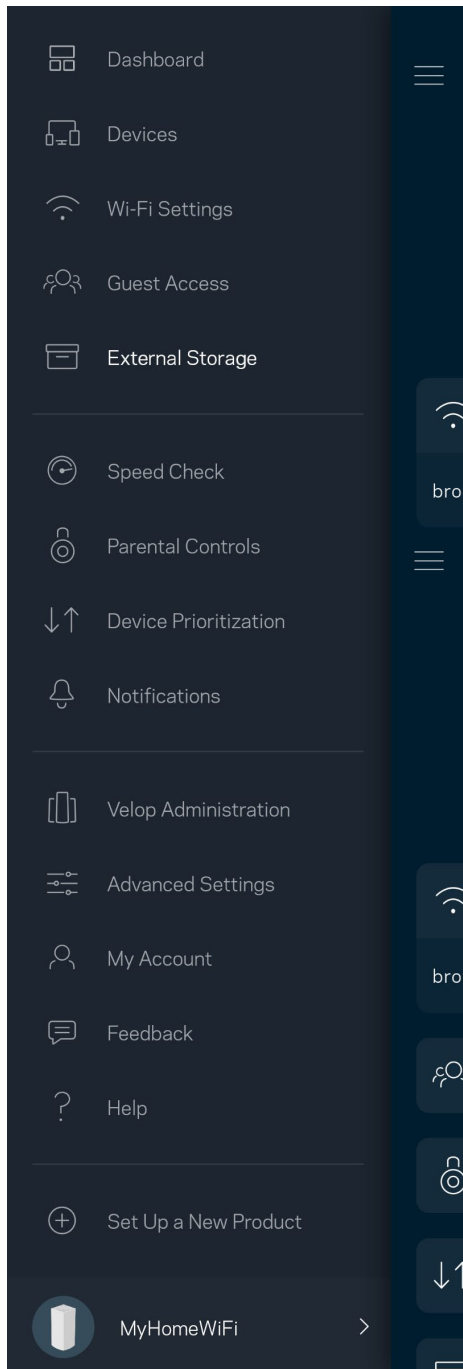 Dashboard
Devices
Wi-Fi Settings
Guest Access
External Storage
Speed Check
Parental Controls
Device Prioritization
Notifications
Velop Administration
Advanced Settings
My Account
Feedback
Help
Set Up a New Product
MyHomeWiFi
bro
bro